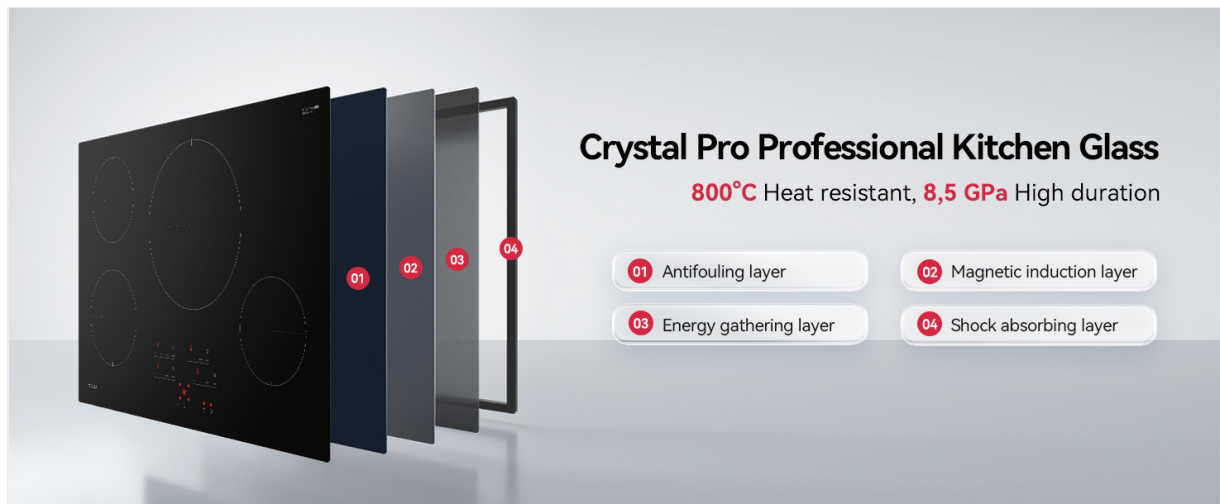 Crystal Pro Professional Kitchen Glass
800°C Heat resistant, 8,5 GPa High duration
01 Antifouling layer
02 Magnetic induction layer
03 Energy gathering layer
04 Shock absorbing layer
01
02
03
04